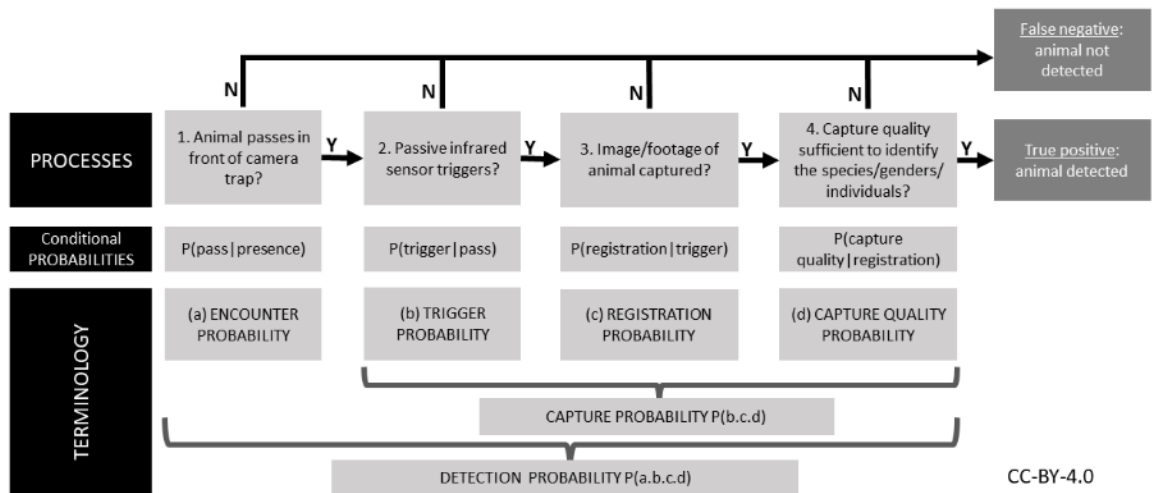 False negative:
animal not
detected
N
N
N
N
PROCESSES
1. Animal passes in
front of camera
trap?
Y
2. Passive infrared
sensor triggers?
Y
3. Image/footage of
animal captured?
Y
4. Capture quality
sufficient to identify
the species/genders/
individuals?
Y
True positive:
animal detected
Conditional
PROBABILITIES
P(pass|presence)
P(trigger|pass)
P(registration|trigger)
P(capture
quality|registration)
TERMINOLOGY
(a) ENCOUNTER
PROBABILITY
(b) TRIGGER
PROBABILITY
(c) REGISTRATION
PROBABILITY
(d) CAPTURE QUALITY
PROBABILITY
CAPTURE PROBABILITY P(b.c.d)
DETECTION PROBABILITY P(a.b.c.d)
CC-BY-4.0